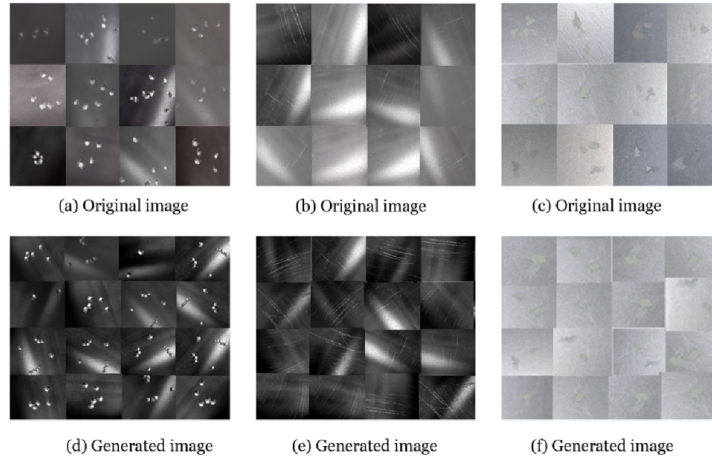 (a) Original image
(b) Original image
(c) Original image
(d) Generated image
(e) Generated image
(f) Generated image